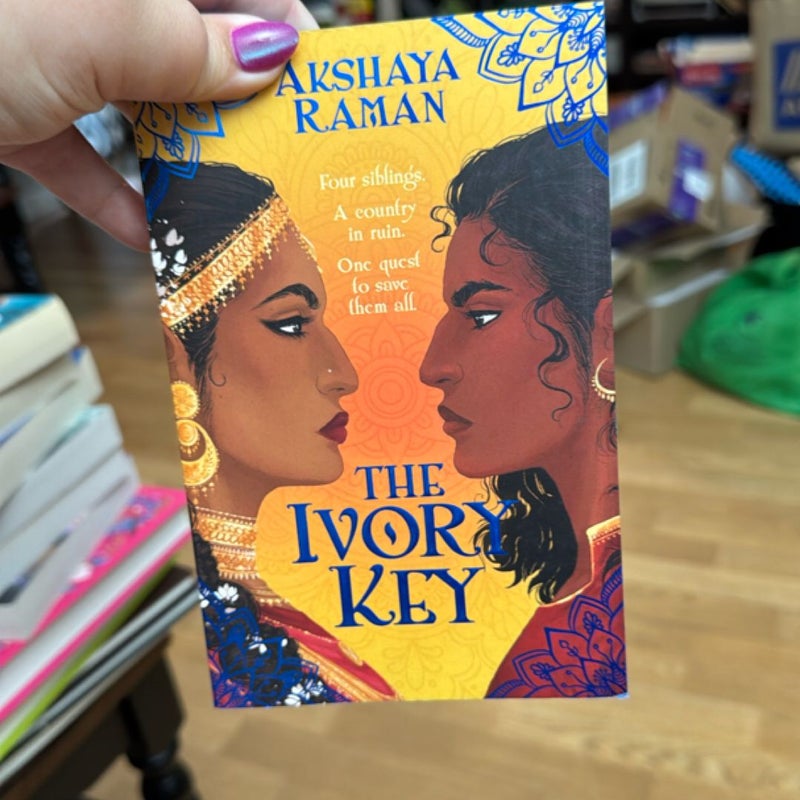 AKSHAYA
RAMAN
Four siblings.
A country
in ruin.
One quest
to save
them all.
THE
IVORY
KEY